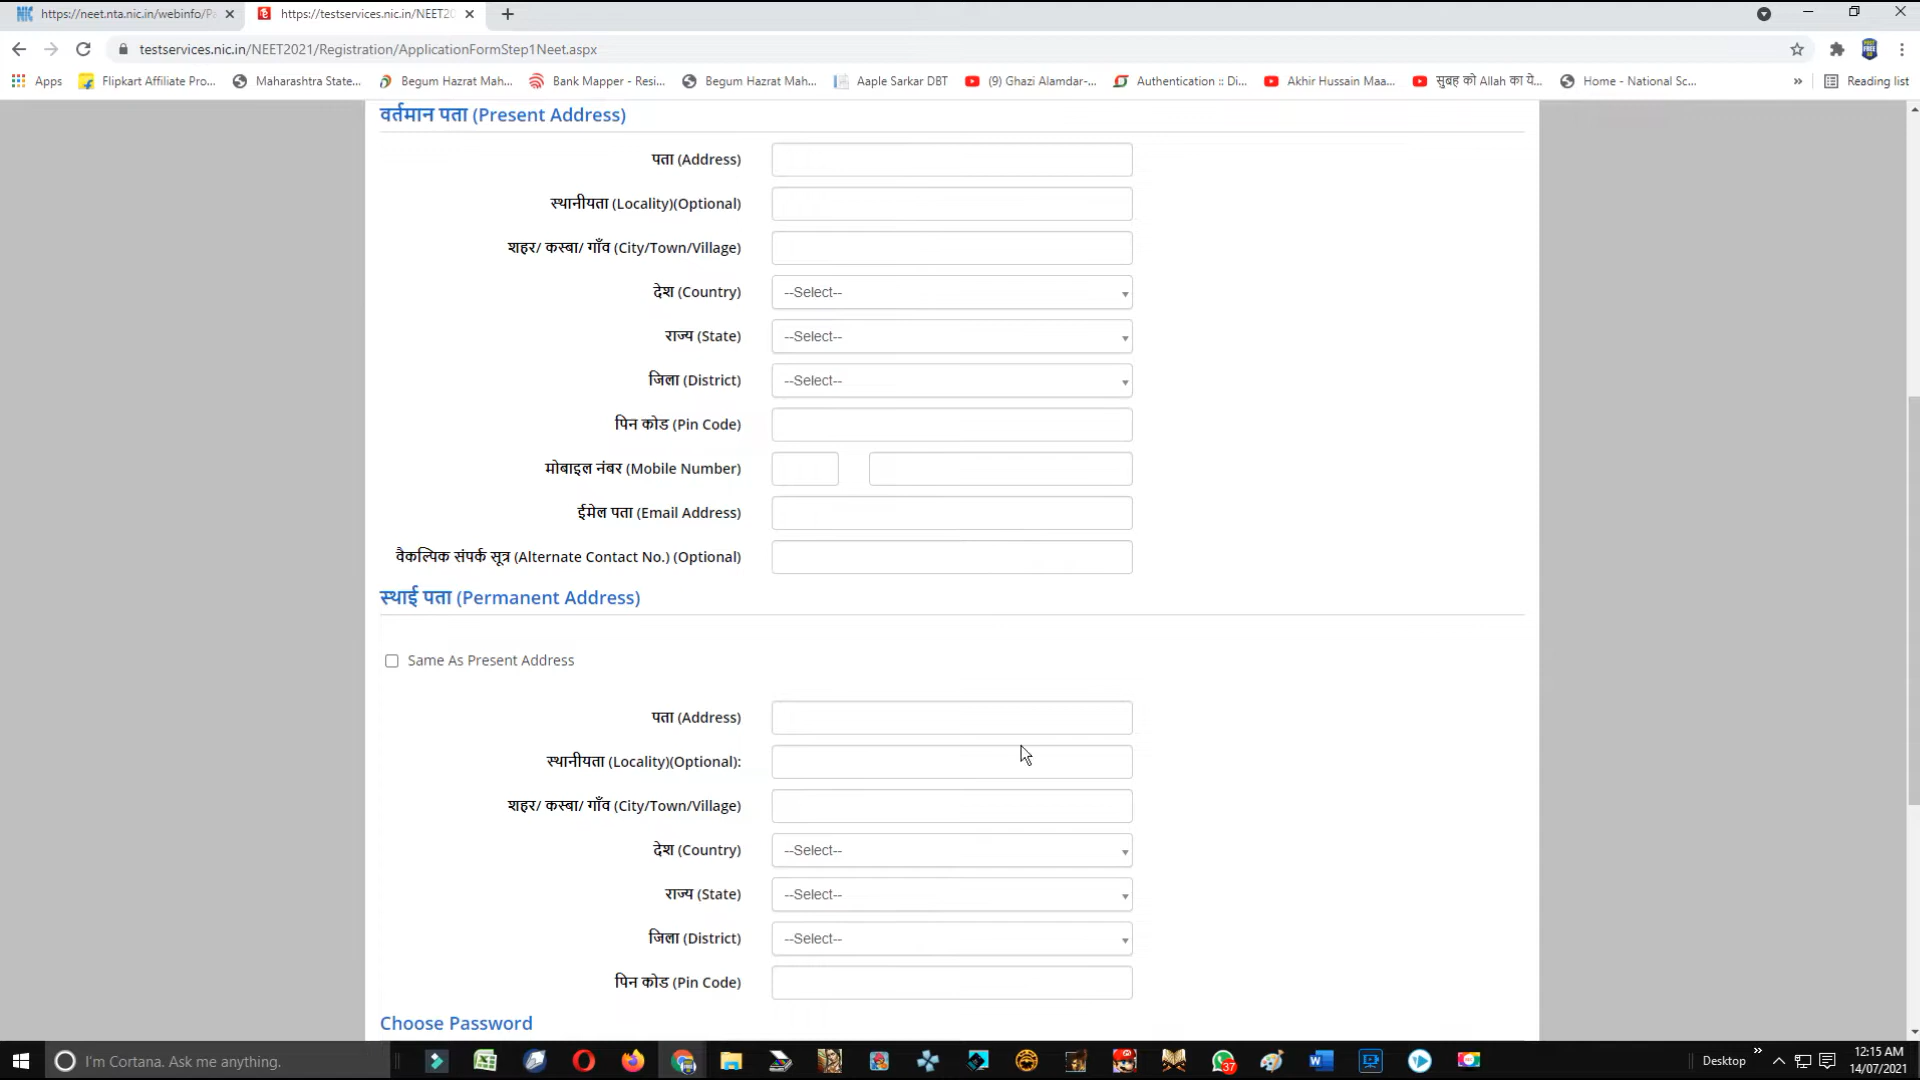 https://neet.nta.nic.in/webinfo/Pa
https://testservices.nic.in/NEET20
testservices.nic.in/NEET2021/Registration/ApplicationFormStep1Neet.aspx
Apps
Flipkart Affiliate Pro...
Maharashtra State...
Begum Hazrat Mah...
Bank Mapper - Resi...
Begum Hazrat Mah...
Aaple Sarkar DBT
(9) Ghazi Alamdar-...
Authentication :: Di...
Akhir Hussain Maa...
सुबह को Allah का ये...
Home - National Sc...
»
Reading list
वर्तमान पता (Present Address)
पता (Address)
स्थानीयता (Locality)(Optional)
शहर/ कस्बा/ गाँव (City/Town/Village)
देश (Country) --Select--
राज्य (State) --Select--
जिला (District) --Select--
पिन कोड (Pin Code)
मोबाइल नंबर (Mobile Number)
ईमेल पता (Email Address)
वैकल्पिक संपर्क सूत्र (Alternate Contact No.) (Optional)
स्थाई पता (Permanent Address)
Same As Present Address
पता (Address)
स्थानीयता (Locality)(Optional):
शहर/ कस्बा/ गाँव (City/Town/Village)
देश (Country) --Select--
राज्य (State) --Select--
जिला (District) --Select--
पिन कोड (Pin Code)
Choose Password
I'm Cortana. Ask me anything.
37
Desktop
»
12:15 AM
14/07/2021